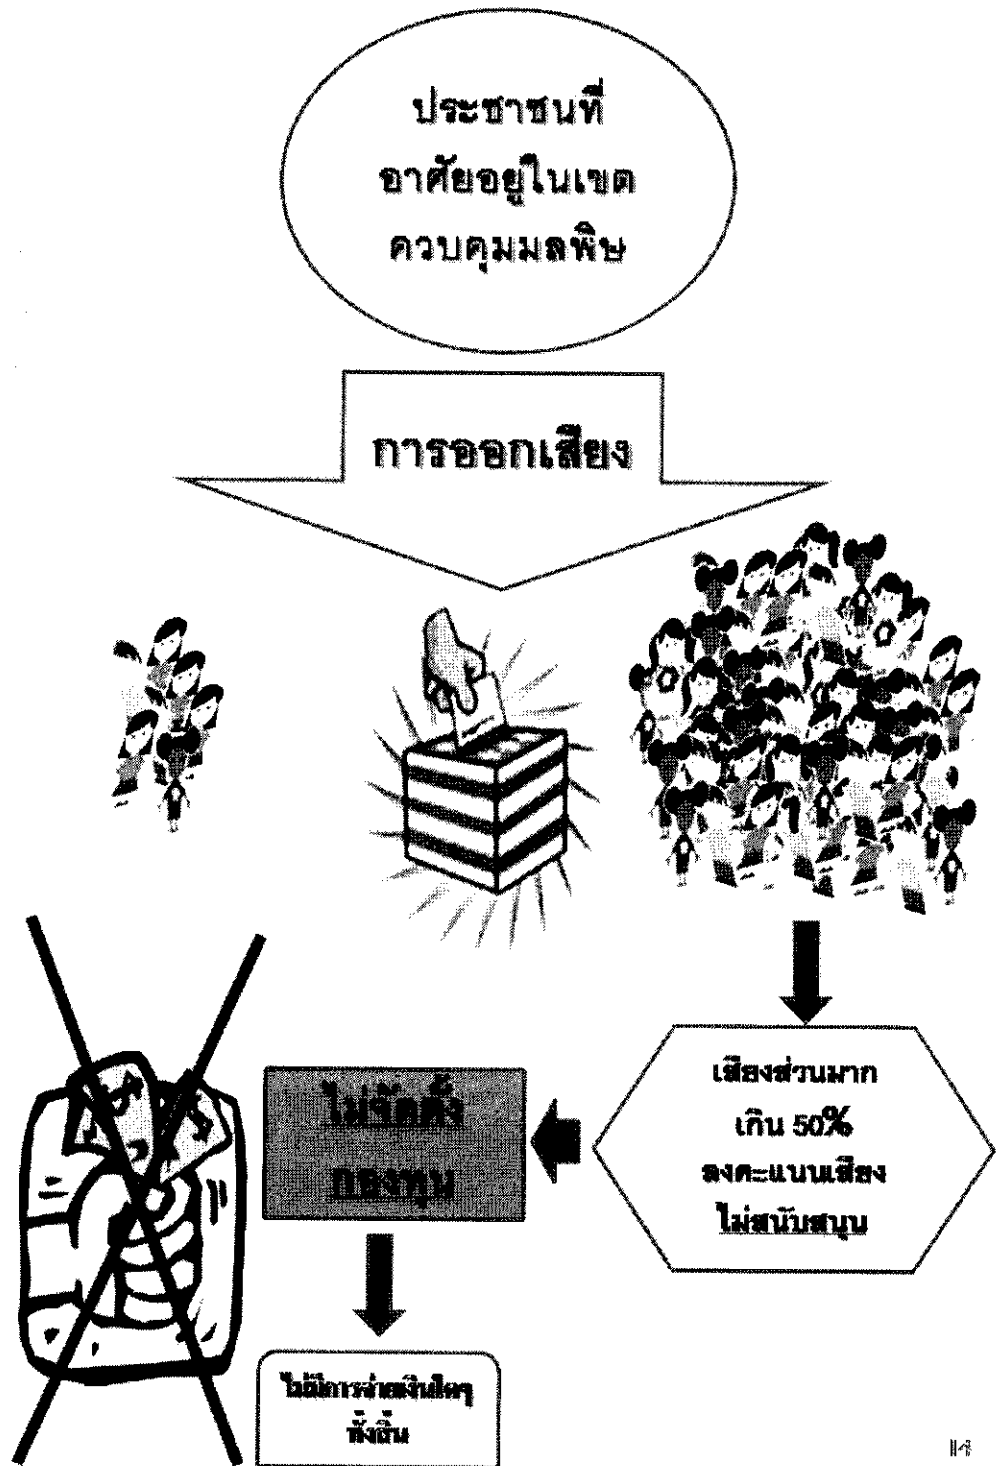 ประชาชนที่
อาศัยอยู่ในเขต
ควบคุมมลพิษ
การออกเสียง
เสียงส่วนมาก
เกิน 50%
ลงคะแนนเสียง
ไม่สนับสนุน
ไม่จัดตั้ง
กองทุน
ไม่มีการจ่ายเงินใดๆ
ทั้งสิ้น